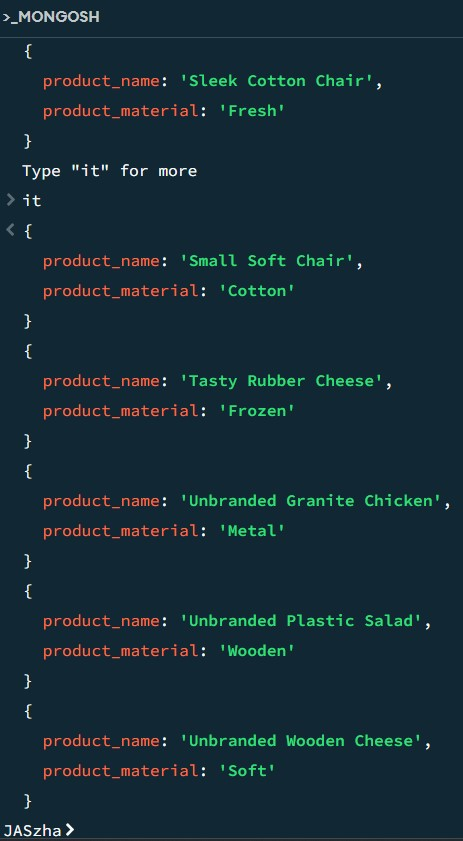 >_MONGOSH
{
product_name: 'Sleek Cotton Chair',
product_material: 'Fresh'
}
Type "it" for more
> it
< {
product_name: 'Small Soft Chair',
product_material: 'Cotton'
}
{
product_name: 'Tasty Rubber Cheese',
product_material: 'Frozen'
}
{
product_name: 'Unbranded Granite Chicken',
product_material: 'Metal'
}
{
product_name: 'Unbranded Plastic Salad',
product_material: 'Wooden'
}
{
product_name: 'Unbranded Wooden Cheese',
product_material: 'Soft'
}
JASzha>